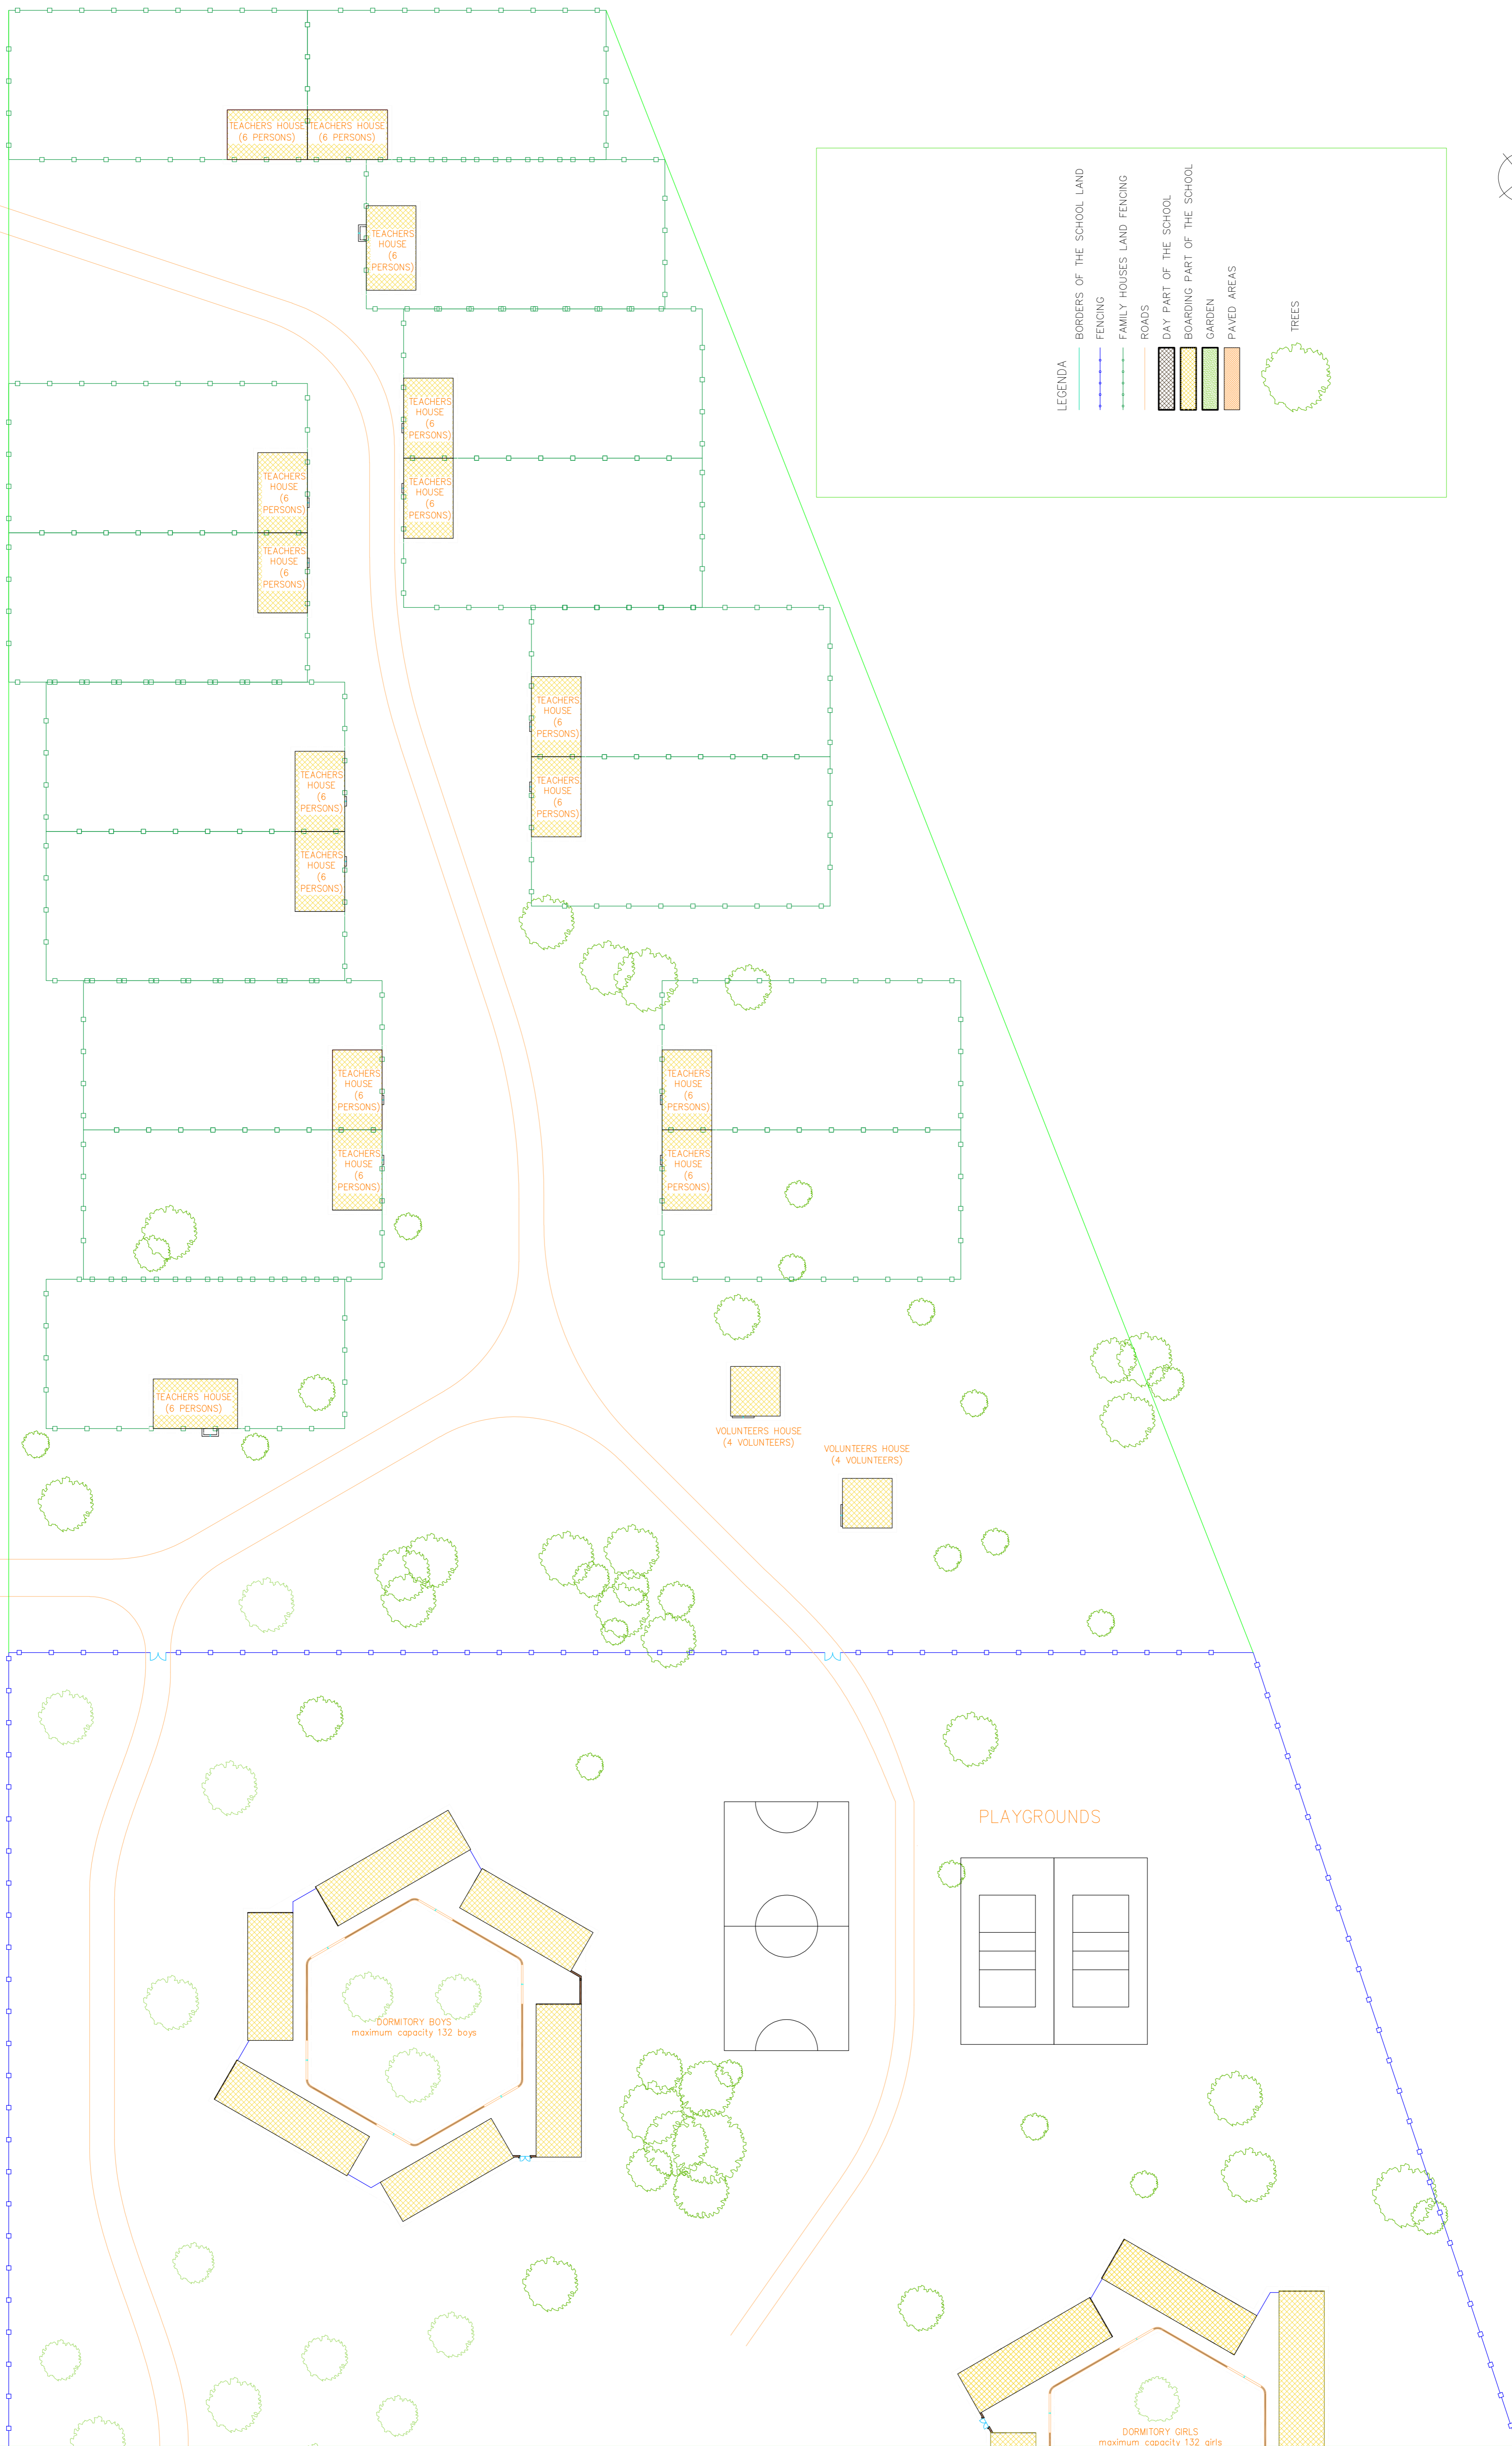 TEACHERS HOUSE
(6 PERSONS)
TEACHERS HOUSE
(6 PERSONS)
TEACHERS
HOUSE
(6
PERSONS)
LEGENDA
BORDERS OF THE SCHOOL LAND
FENCING
FAMILY HOUSES LAND FENCING
ROADS
DAY PART OF THE SCHOOL
BOARDING PART OF THE SCHOOL
GARDEN
PAVED AREAS
TREES
TEACHERS
HOUSE
(6
PERSONS)
TEACHERS
HOUSE
(6
PERSONS)
TEACHERS
HOUSE
(6
PERSONS)
TEACHERS
HOUSE
(6
PERSONS)
TEACHERS
HOUSE
(6
PERSONS)
TEACHERS
HOUSE
(6
PERSONS)
TEACHERS
HOUSE
(6
PERSONS)
TEACHERS
HOUSE
(6
PERSONS)
TEACHERS
HOUSE
(6
PERSONS)
TEACHERS
HOUSE
(6
PERSONS)
TEACHERS
HOUSE
(6
PERSONS)
TEACHERS
HOUSE
(6
PERSONS)
TEACHERS HOUSE
(6 PERSONS)
VOLUNTEERS HOUSE
(4 VOLUNTEERS)
VOLUNTEERS HOUSE
(4 VOLUNTEERS)
PLAYGROUNDS
DORMITORY BOYS
maximum capacity 132 boys
DORMITORY GIRLS
maximum capacity 132 girls